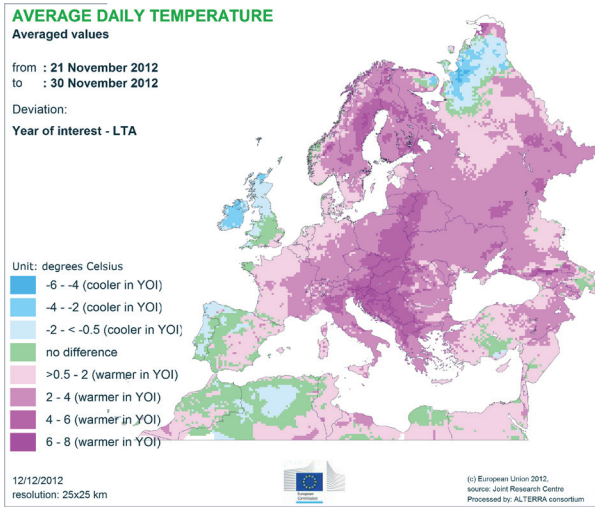 AVERAGE DAILY TEMPERATURE
Averaged values
from : 21 November 2012
to : 30 November 2012
Deviation:
Year of interest - LTA
Unit: degrees Celsius
-6 - -4 (cooler in YOI)
-4 - -2 (cooler in YOI)
-2 - < -0.5 (cooler in YOI)
no difference
>0.5 - 2 (warmer in YOI)
2 - 4 (warmer in YOI)
4 - 6 (warmer in YOI)
6 - 8 (warmer in YOI)
12/12/2012
resolution: 25x25 km
European
Commission
(c) European Union 2012,
source: Joint Research Centre
Processed by: ALTERRA consortium